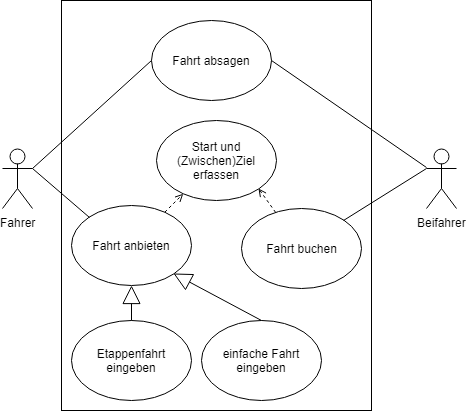 Fahrt absagen
Start und
(Zwischen)Ziel
erfassen
Fahrer
Beifahrer
Fahrt anbieten
Fahrt buchen
Etappenfahrt
eingeben
einfache Fahrt
eingeben